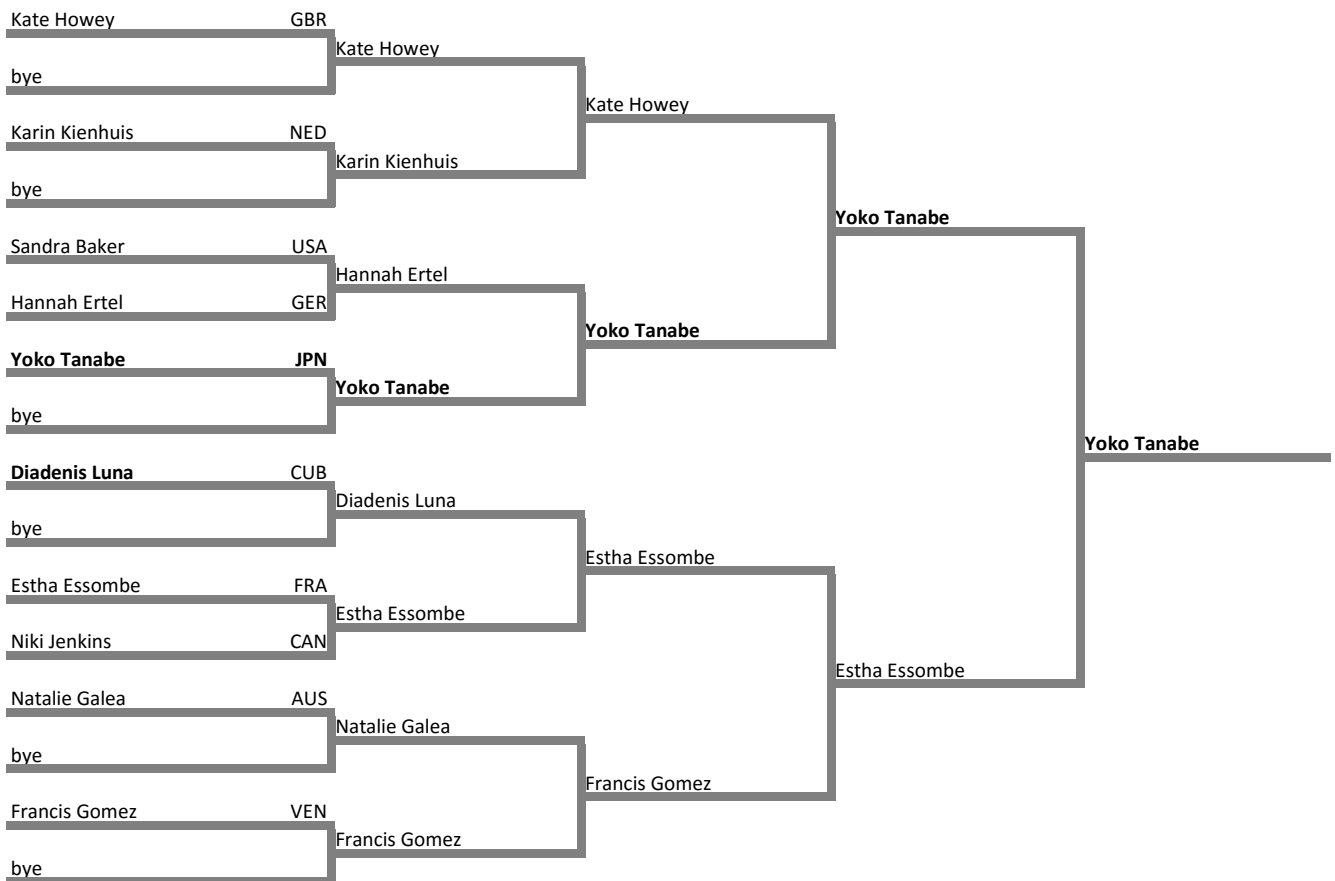 Kate Howey GBR
Kate Howey
bye
Kate Howey
Karin Kienhuis NED
Karin Kienhuis
bye
Yoko Tanabe
Sandra Baker USA
Hannah Ertel
Hannah Ertel GER
Yoko Tanabe
Yoko Tanabe JPN
Yoko Tanabe
bye
Yoko Tanabe
Diadenis Luna CUB
Diadenis Luna
bye
Estha Essombe
Estha Essombe FRA
Estha Essombe
Niki Jenkins CAN
Estha Essombe
Natalie Galea AUS
Natalie Galea
bye
Francis Gomez
Francis Gomez VEN
Francis Gomez
bye